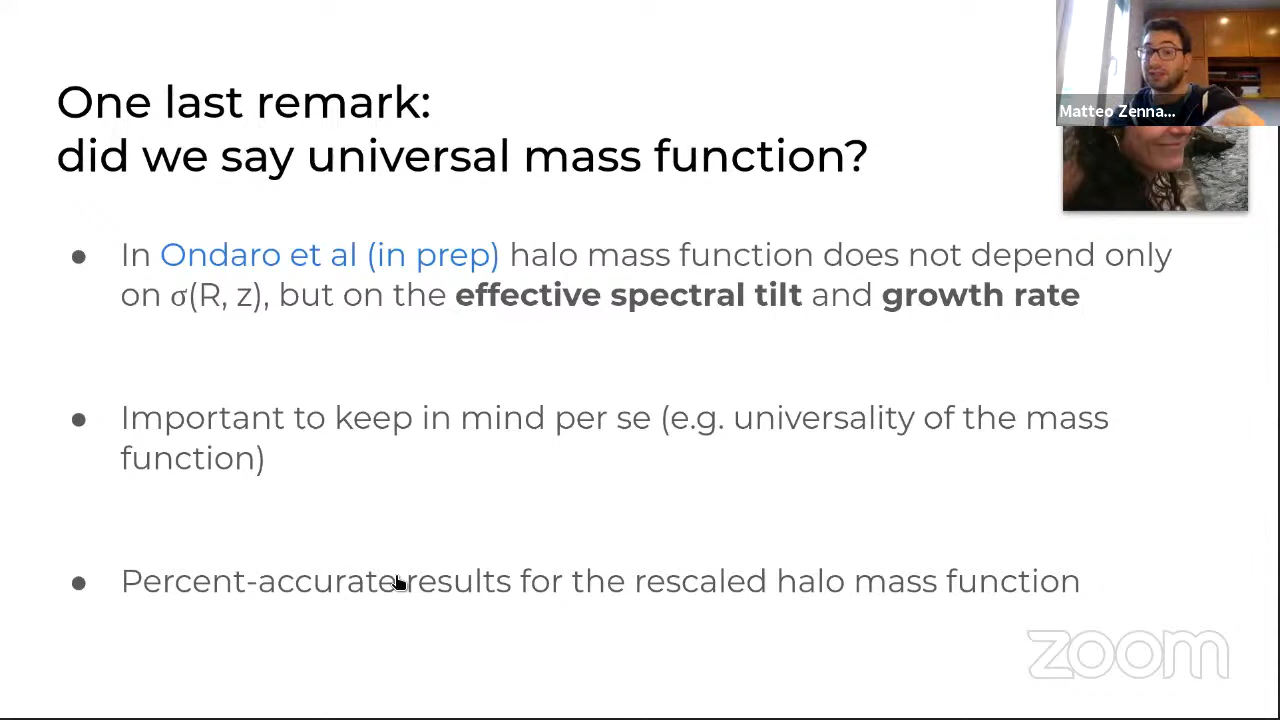 One last remark:
did we say universal mass function?
● In Ondaro et al (in prep) halo mass function does not depend only
on σ(R, z), but on the effective spectral tilt and growth rate
● Important to keep in mind per se (e.g. universality of the mass
function)
● Percent-accurate results for the rescaled halo mass function
Matteo Zenna...
zoom